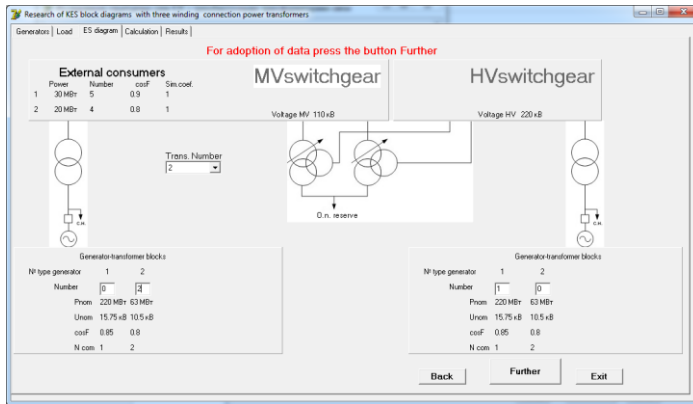 Research of KES block diagrams with three winding connection power transformers
Generators Load ES diagram Calculation Results
For adoption of data press the button Further
External consumers
Power Number cosF Sim.coef.
1 30 МВт 5 0.9 1
2 20 МВт 4 0.8 1
MVswitchgear
Voltage MV 110 кВ
HVswitchgear
Voltage HV 220 кВ
Trans. Number
2
O.n. reserve
С.Н.
С.Н.
Generator-transformer blocks
Nº type generator 1 2
Number 0 2
Pnom 220 МВт 63 МВт
Unom 15.75 кВ 10.5 кВ
cosF 0.85 0.8
N com 1 2
Generator-transformer blocks
Nº type generator 1 2
Number 1 0
Pnom 220 МВт 63 МВт
Unom 15.75 кВ 10.5 кВ
cosF 0.85 0.8
N com 1 2
Back Further Exit